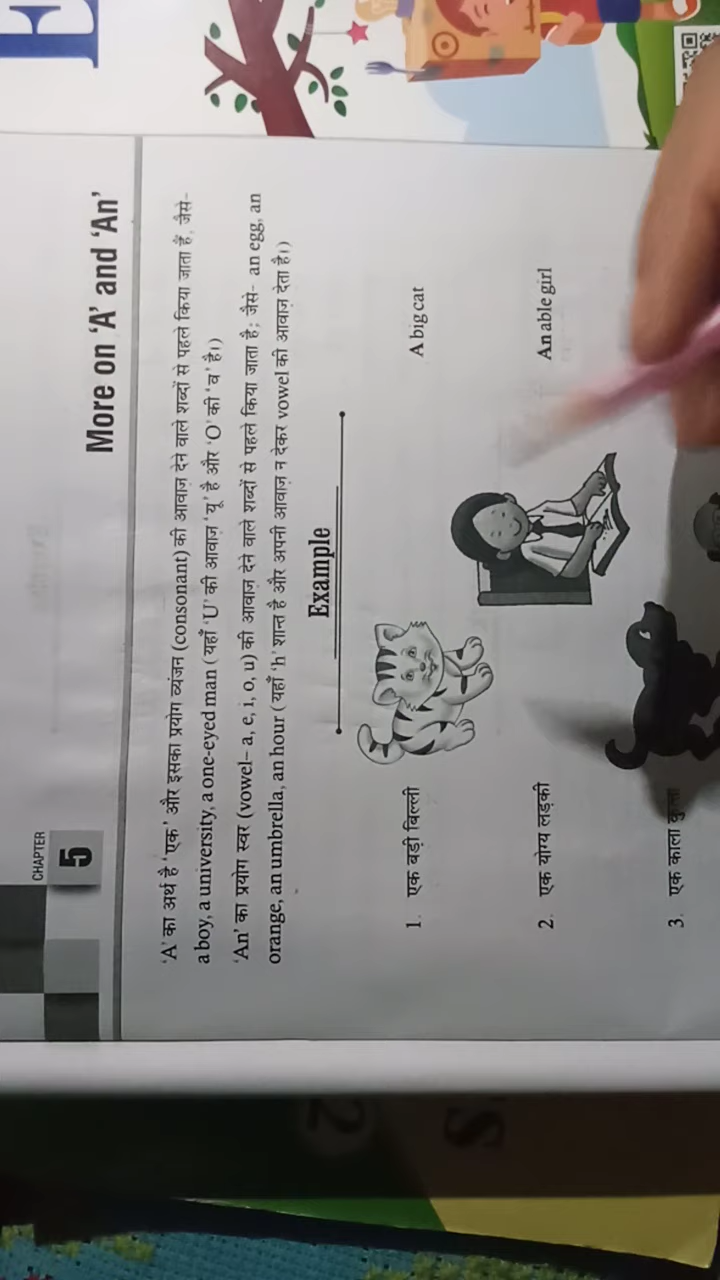 E
CHAPTER
5
More on ‘A’ and ‘An’
‘A’ का अर्थ है ‘एक’ और इसका प्रयोग व्यंजन (consonant) की आवाज़ देने वाले शब्दों से पहले किया जाता है, जैसे-
a boy, a university, a one-eyed man (यहाँ ‘U’ की आवाज़ ‘यू’ है और ‘O’ की ‘व’ है।)
‘An’ का प्रयोग स्वर (vowel– a, e, i, o, u) की आवाज़ देने वाले शब्दों से पहले किया जाता है; जैसे- an egg, an
orange, an umbrella, an hour (यहाँ ‘h’ शान्त है और अपनी आवाज़ न देकर vowel की आवाज़ देता है।)
Example
1. एक बड़ी बिल्ली A big cat
2. एक योग्य लड़की An able girl
3. एक काला कुत्ता
2
S